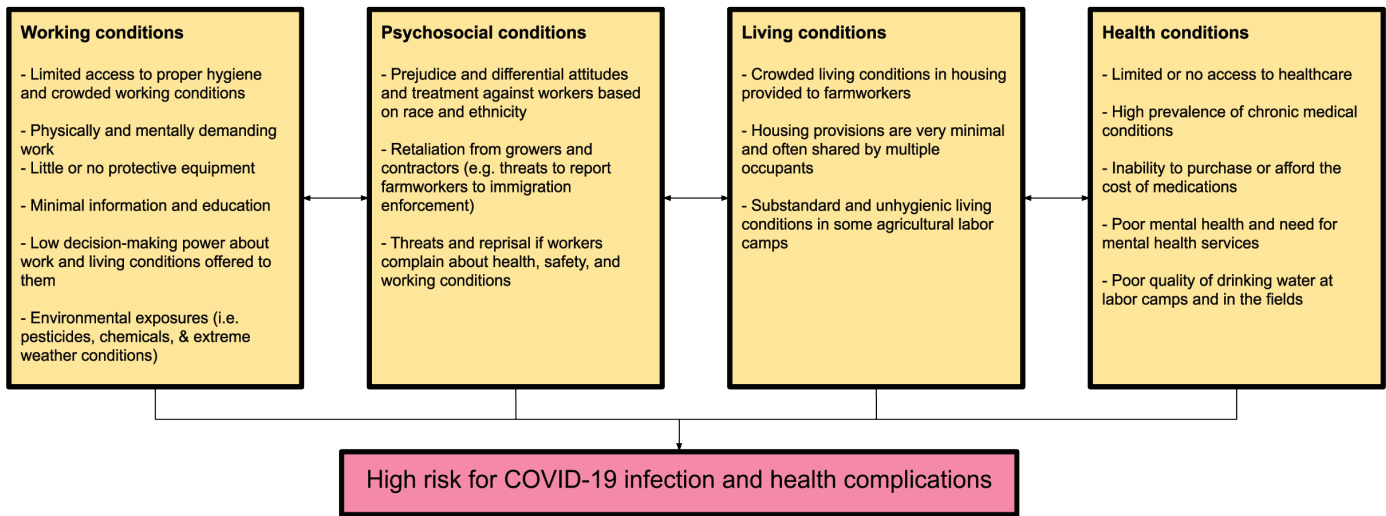 Working conditions
- Limited access to proper hygiene
and crowded working conditions
- Physically and mentally demanding
work
- Little or no protective equipment
- Minimal information and education
- Low decision-making power about
work and living conditions offered to
them
- Environmental exposures (i.e.
pesticides, chemicals, & extreme
weather conditions)
Psychosocial conditions
- Prejudice and differential attitudes
and treatment against workers based
on race and ethnicity
- Retaliation from growers and
contractors (e.g. threats to report
farmworkers to immigration
enforcement)
- Threats and reprisal if workers
complain about health, safety, and
working conditions
Living conditions
- Crowded living conditions in housing
provided to farmworkers
- Housing provisions are very minimal
and often shared by multiple
occupants
- Substandard and unhygienic living
conditions in some agricultural labor
camps
Health conditions
- Limited or no access to healthcare
- High prevalence of chronic medical
conditions
- Inability to purchase or afford the
cost of medications
- Poor mental health and need for
mental health services
- Poor quality of drinking water at
labor camps and in the fields
High risk for COVID-19 infection and health complications